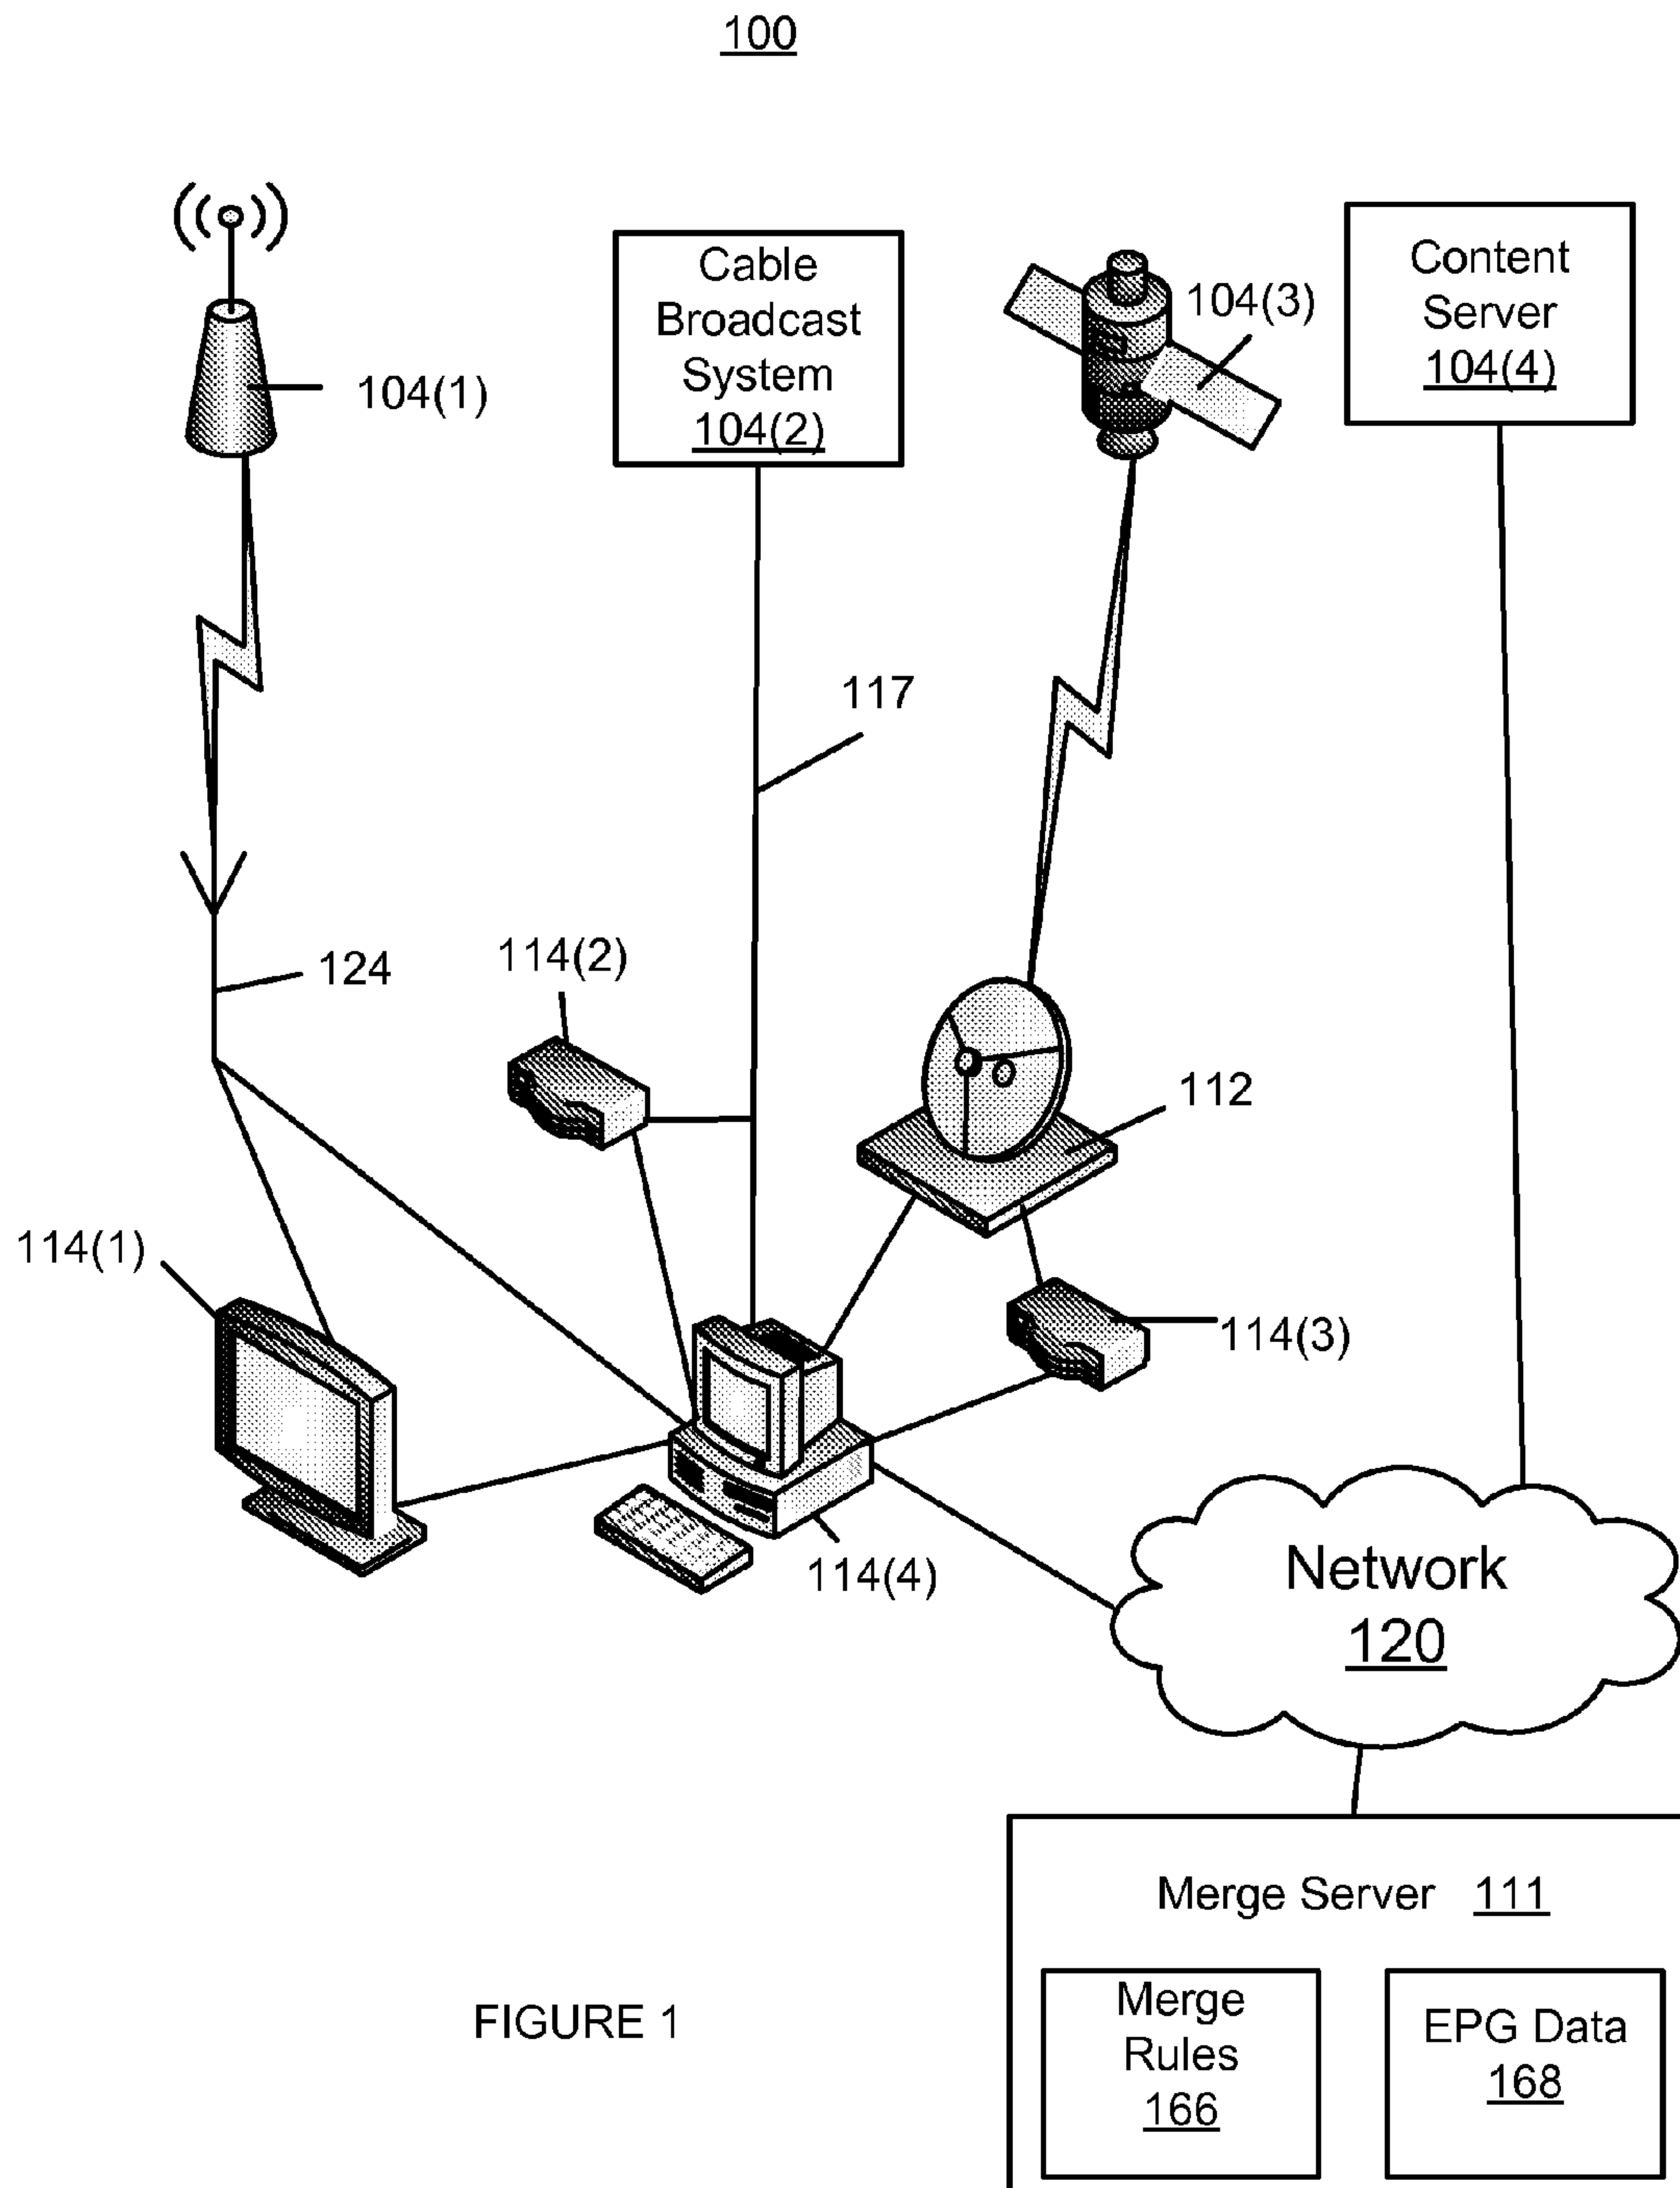 100
Cable
Broadcast
System
104(2)
Content
Server
104(4)
104(3)
104(1)
117
124
114(2)
112
114(1)
114(3)
114(4)
Network
120
Merge Server 111
Merge
Rules
166
EPG Data
168
FIGURE 1